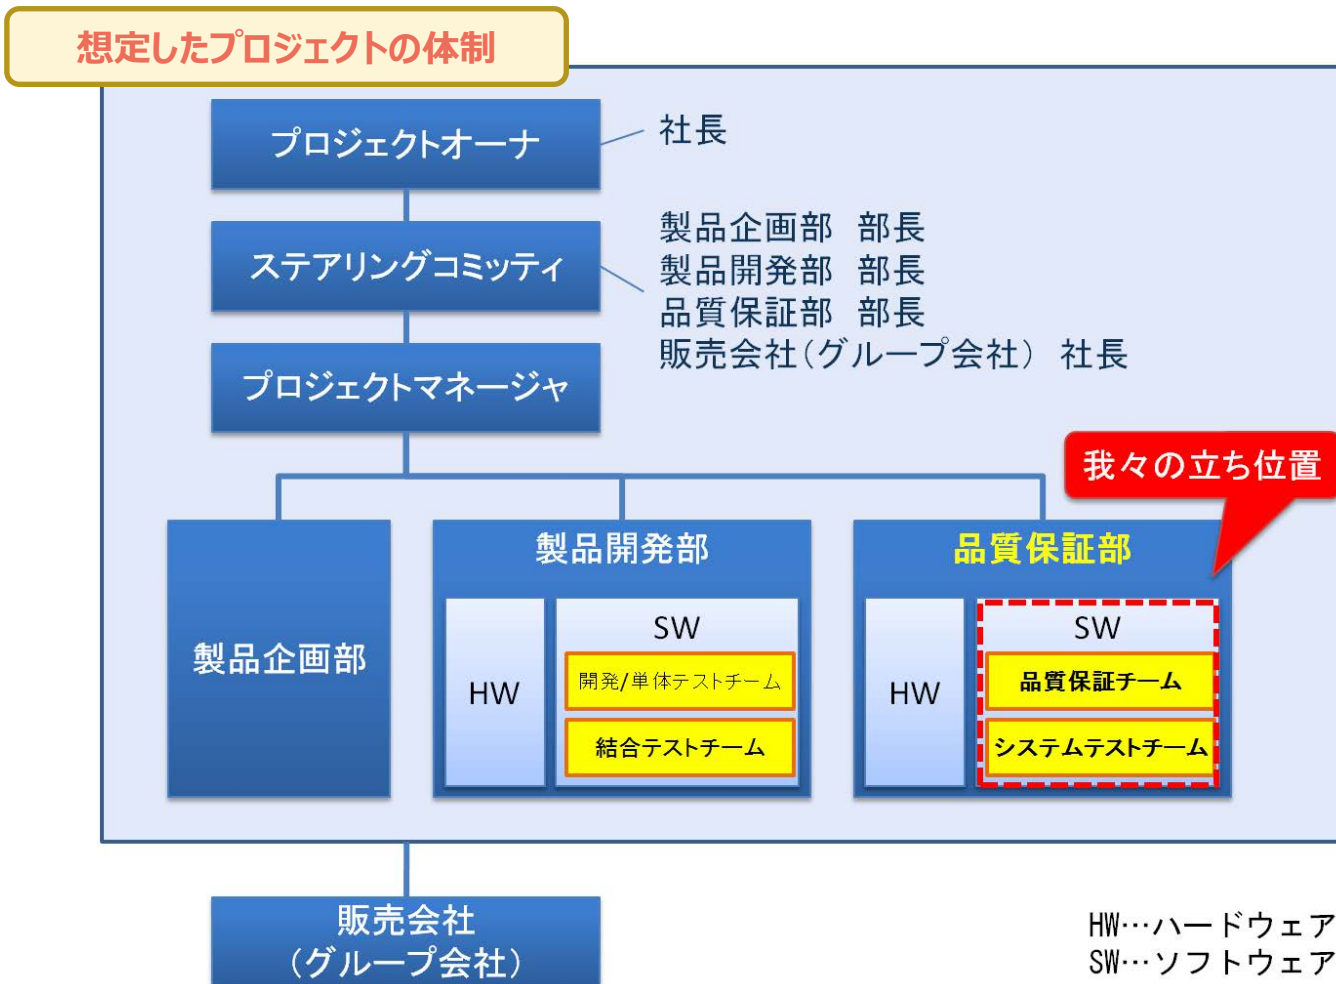 想定したプロジェクトの体制
プロジェクトオーナ
社長
ステアリングコミッティ
製品企画部　部長
製品開発部　部長
品質保証部　部長
販売会社（グループ会社）　社長
プロジェクトマネージャ
我々の立ち位置
製品企画部
製品開発部
HW
SW
開発/単体テストチーム
結合テストチーム
品質保証部
HW
SW
品質保証チーム
システムテストチーム
販売会社
（グループ会社）
HW…ハードウェア
SW…ソフトウェア